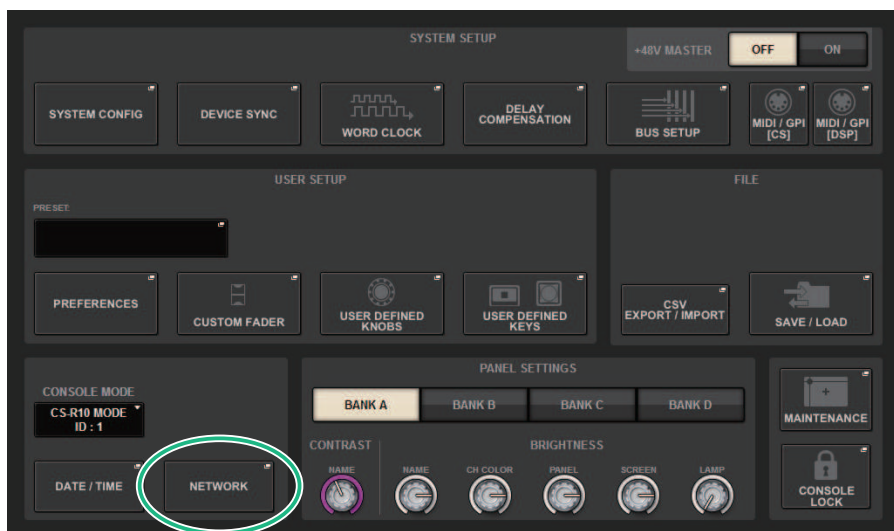 SYSTEM SETUP
+48V MASTER
OFF
ON
SYSTEM CONFIG
DEVICE SYNC
WORD CLOCK
DELAY
COMPENSATION
BUS SETUP
MIDI / GPI
[CS]
MIDI / GPI
[DSP]
USER SETUP
PRESET:
PREFERENCES
CUSTOM FADER
USER DEFINED
KNOBS
USER DEFINED
KEYS
FILE
CSV
EXPORT / IMPORT
SAVE / LOAD
CONSOLE MODE
CS-R10 MODE
ID : 1
DATE / TIME
NETWORK
PANEL SETTINGS
BANK A
BANK B
BANK C
BANK D
CONTRAST
BRIGHTNESS
NAME
NAME
CH COLOR
PANEL
SCREEN
LAMP
MAINTENANCE
CONSOLE
LOCK